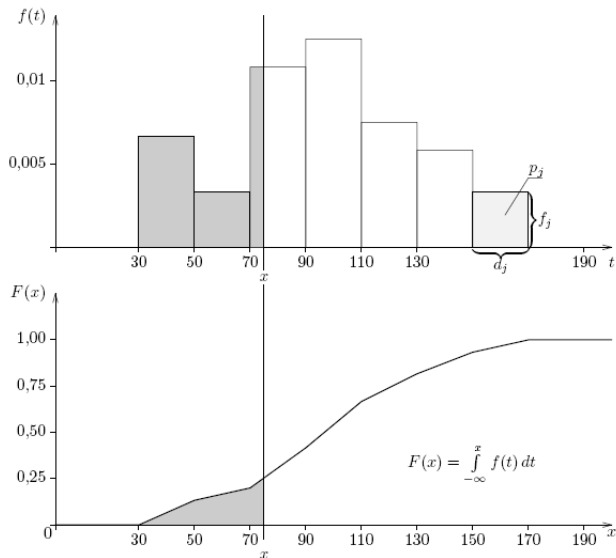 f(t)
0,01
0,005
p_j
f_j
30 50 70 90 110 130 190 t
x d_j
F(x)
1,00
0,75
0,50
0,25
F(x) = ∫_{-∞}^{x} f(t) dt
0
30 50 70 90 110 130 150 170 190 x
x